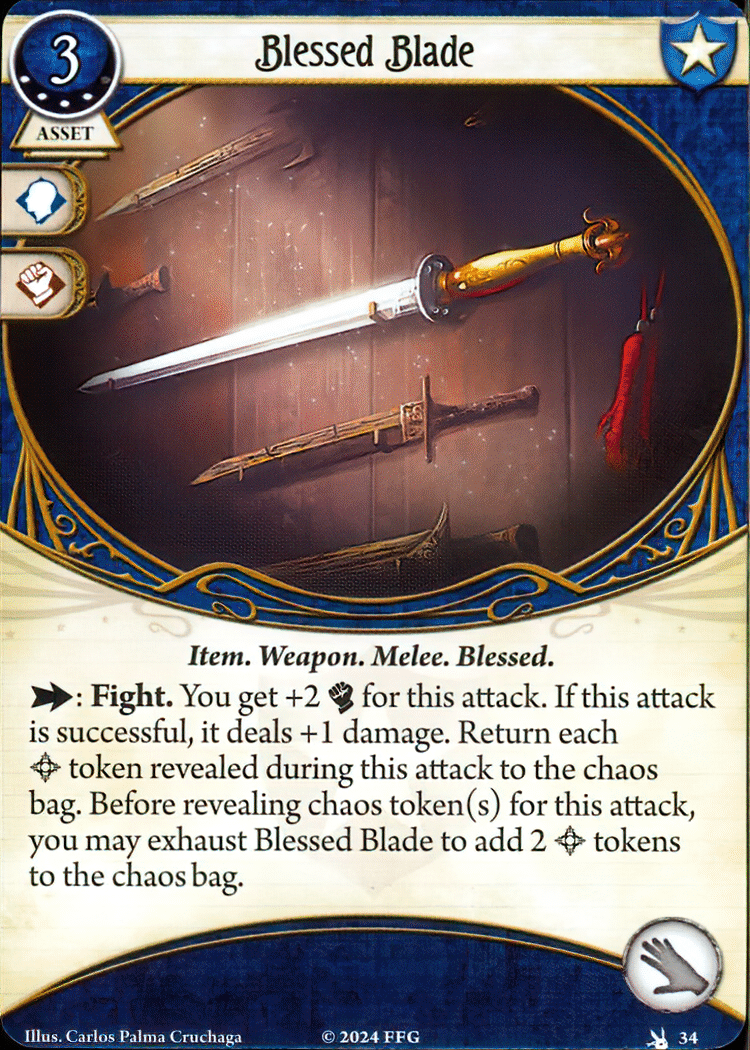 3
Blessed Blade
ASSET
Item. Weapon. Melee. Blessed.
: Fight. You get +2 for this attack. If this attack
is successful, it deals +1 damage. Return each
token revealed during this attack to the chaos
bag. Before revealing chaos token(s) for this attack,
you may exhaust Blessed Blade to add 2 tokens
to the chaos bag.
Illus. Carlos Palma Cruchaga © 2024 FFG 34